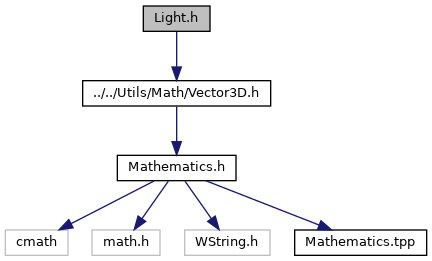 Light.h
../../Utils/Math/Vector3D.h
Mathematics.h
cmath
math.h
WString.h
Mathematics.tpp